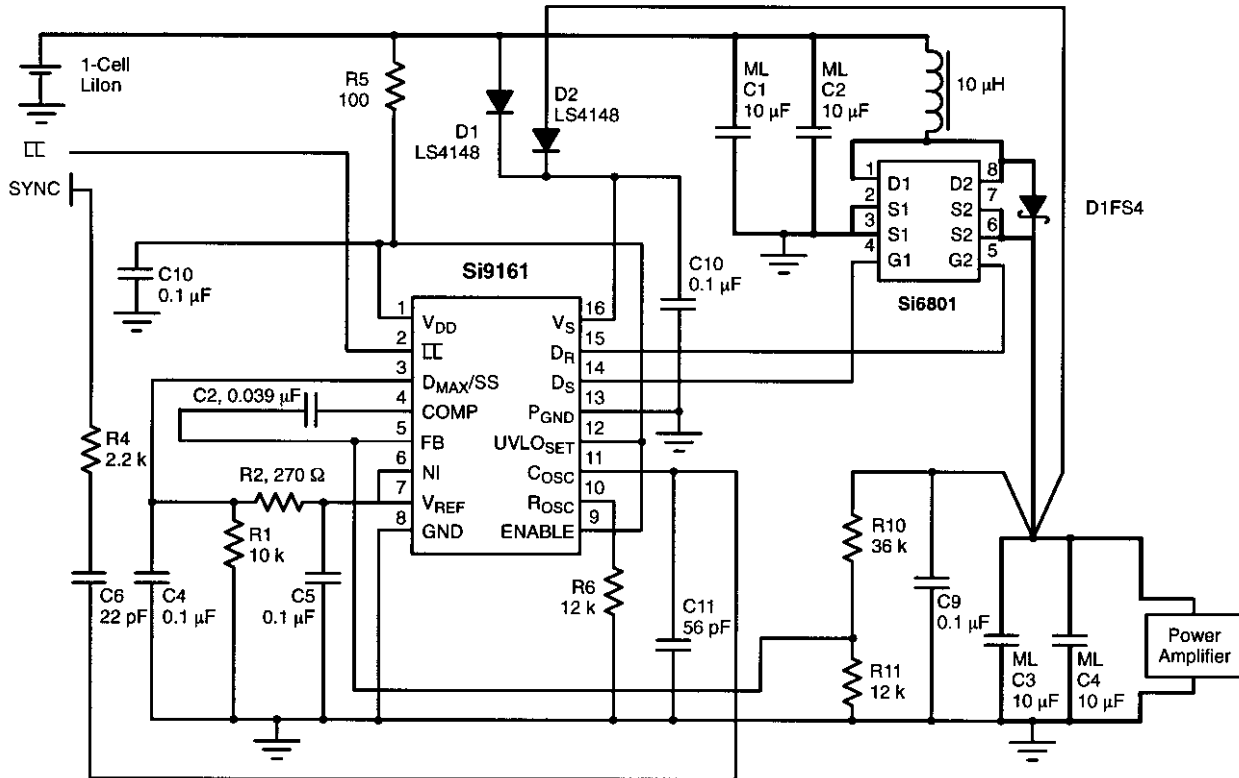 1-Cell
LiIon
L̅L̅
SYNC
R5
100
D1
LS4148
D2
LS4148
ML
C1
10 µF
ML
C2
10 µF
10 µH
1
2
3
4
D1
S1
S1
G1
D2
S2
S2
G2
8
7
6
5
Si6801
D1FS4
C10
0.1 µF
Si9161
C10
0.1 µF
1
2
3
4
5
6
7
8
VDD
L̅L̅
DMAX/SS
COMP
FB
NI
VREF
GND
VS
DR
DS
PGND
UVLOSET
COSC
ROSC
ENABLE
16
15
14
13
12
11
10
9
C2, 0.039 µF
R4
2.2 k
R2, 270 Ω
R1
10 k
C6
22 pF
C4
0.1 µF
C5
0.1 µF
R6
12 k
C11
56 pF
R10
36 k
R11
12 k
C9
0.1 µF
ML
C3
10 µF
ML
C4
10 µF
Power
Amplifier